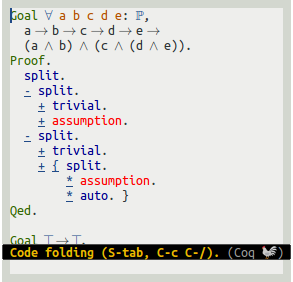 Goal ∀ a b c d e: ℙ,
a → b → c → d → e →
(a ∧ b) ∧ (c ∧ (d ∧ e)).
Proof.
split.
- split.
+ trivial.
+ assumption.
- split.
+ trivial.
+ { split.
* assumption.
* auto. }
Qed.
Goal ⊤→⊤.
Code folding (S-tab, C-c C-/). (Coq 🐓)